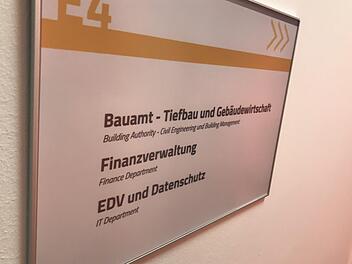 E4
Bauamt - Tiefbau und Gebäudewirtschaft
Building Authority - Civil Engineering and Building Management
Finanzverwaltung
Finance Department
EDV und Datenschutz
IT Department